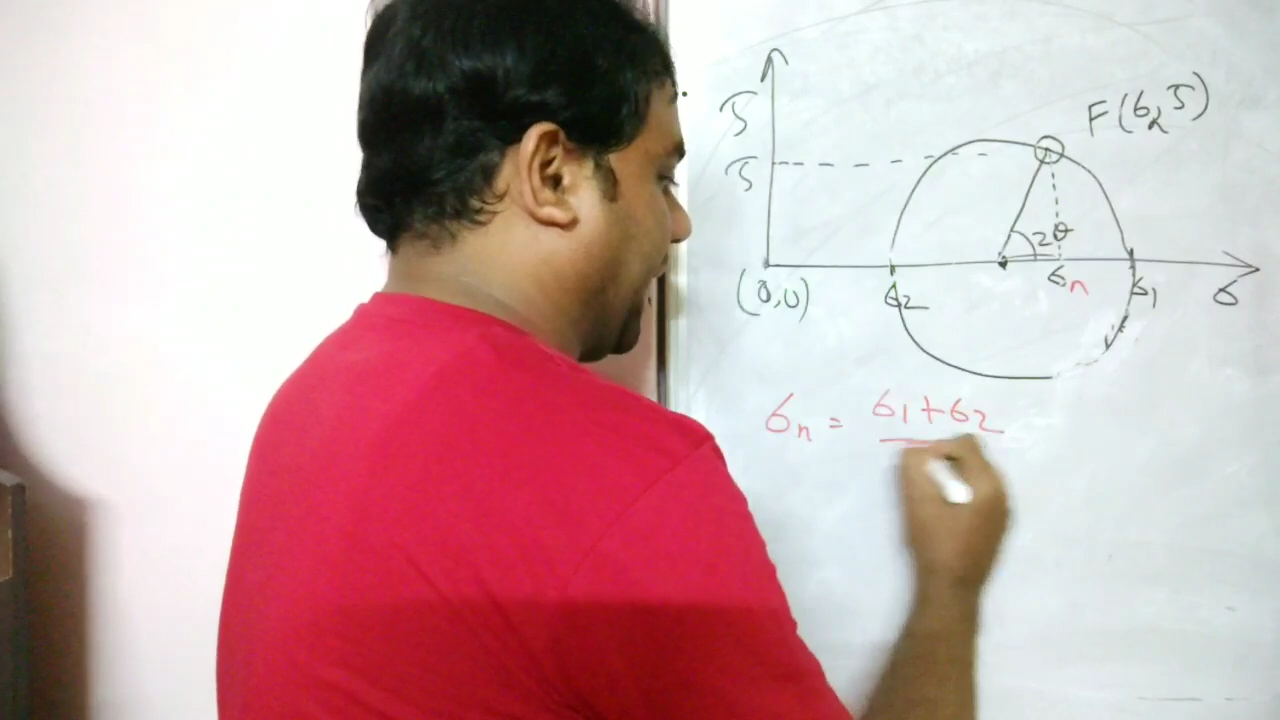 τ
F(σ, τ)
τ
2θ
(0,0)
σ2
σn
σ1
σ
σn = σ1+σ2